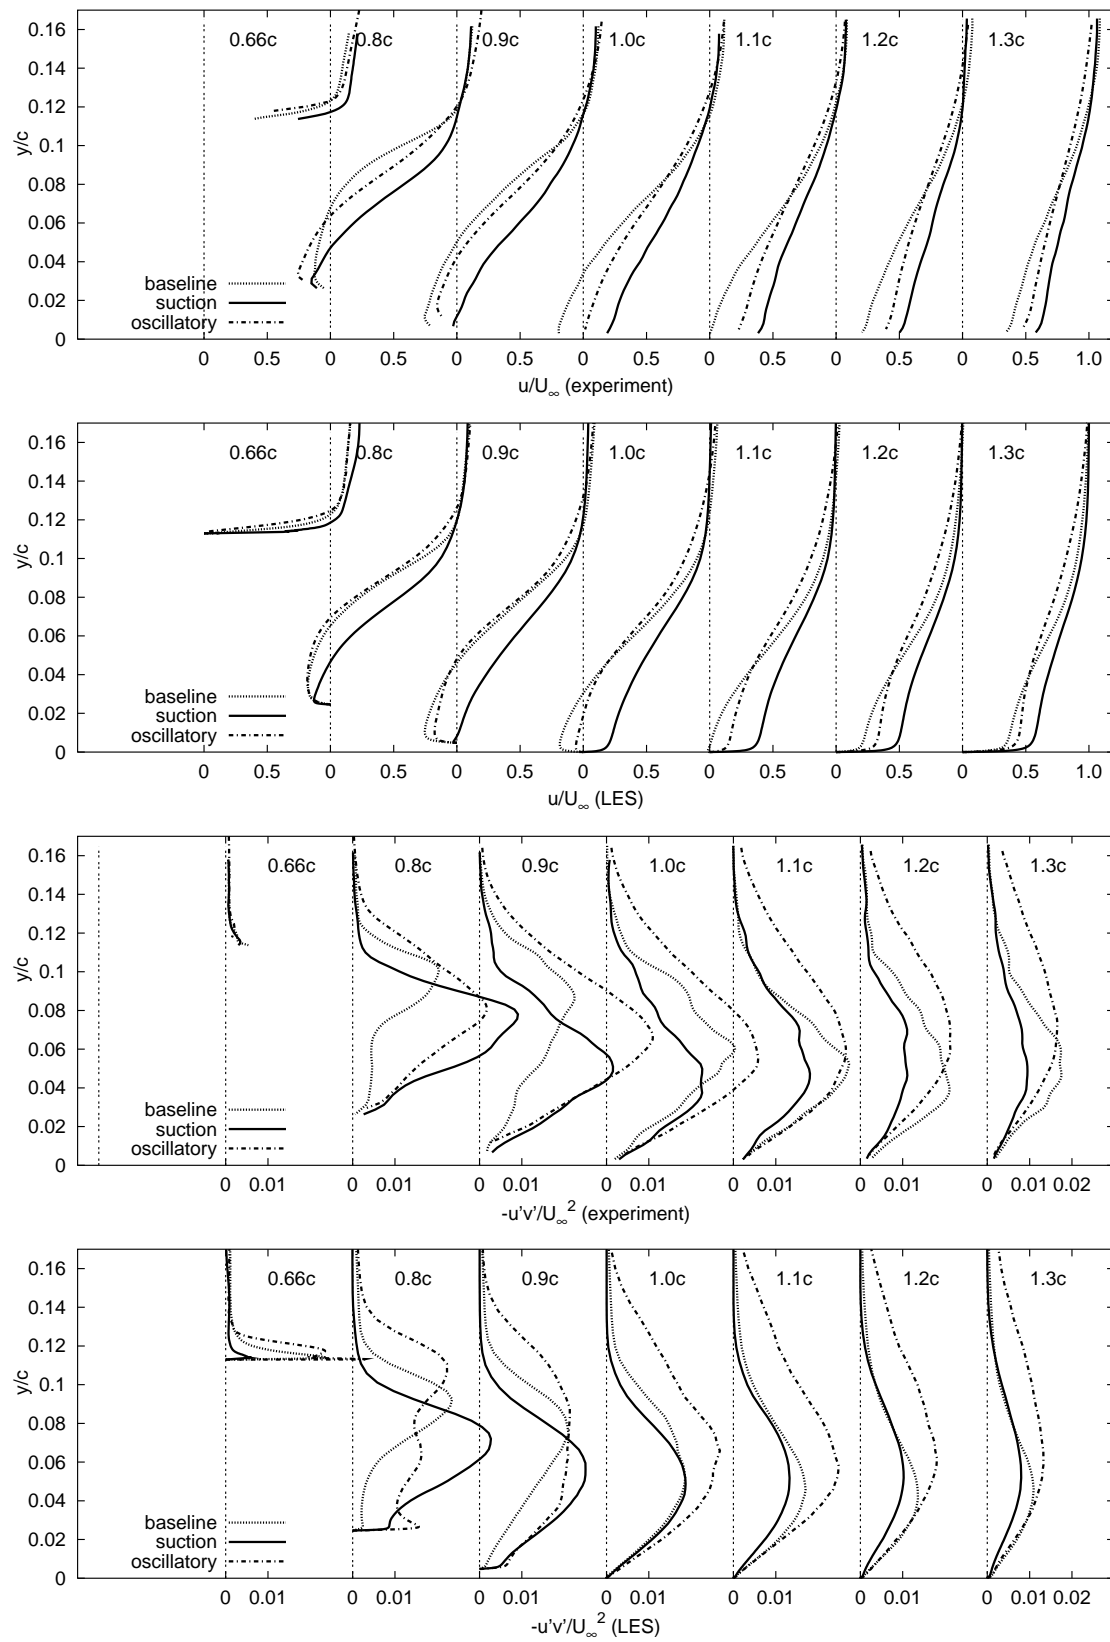 0.16
0.66c 0.8c 0.9c 1.0c 1.1c 1.2c 1.3c
0.14
0.12
0.1
y/c
0.08
0.06
0.04
baseline
0.02
suction
oscillatory
0
0 0.5 0 0.5 0 0.5 0 0.5 0 0.5 0 0.5 0 0.5 1.0
u/U∞ (experiment)
0.16
0.66c 0.8c 0.9c 1.0c 1.1c 1.2c 1.3c
0.14
0.12
0.1
y/c
0.08
0.06
0.04
baseline
0.02
suction
oscillatory
0
0 0.5 0 0.5 0 0.5 0 0.5 0 0.5 0 0.5 0 0.5 1.0
u/U∞ (LES)
0.16
0.66c 0.8c 0.9c 1.0c 1.1c 1.2c 1.3c
0.14
0.12
0.1
y/c
0.08
0.06
0.04
baseline
0.02
suction
oscillatory
0
0 0.01 0 0.01 0 0.01 0 0.01 0 0.01 0 0.01 0 0.01 0.02
-u'v'/U∞² (experiment)
0.16
0.66c 0.8c 0.9c 1.0c 1.1c 1.2c 1.3c
0.14
0.12
0.1
y/c
0.08
0.06
0.04
baseline
0.02
suction
oscillatory
0
0 0.01 0 0.01 0 0.01 0 0.01 0 0.01 0 0.01 0 0.01 0.02
-u'v'/U∞² (LES)